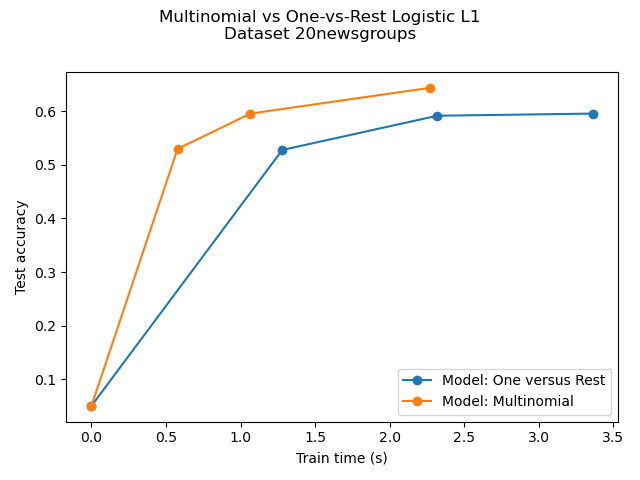 Multinomial vs One-vs-Rest Logistic L1
Dataset 20newsgroups
Test accuracy
0.6
0.5
0.4
0.3
0.2
0.1
0.0
0.5
1.0
1.5
2.0
2.5
3.0
3.5
Train time (s)
Model: One versus Rest
Model: Multinomial